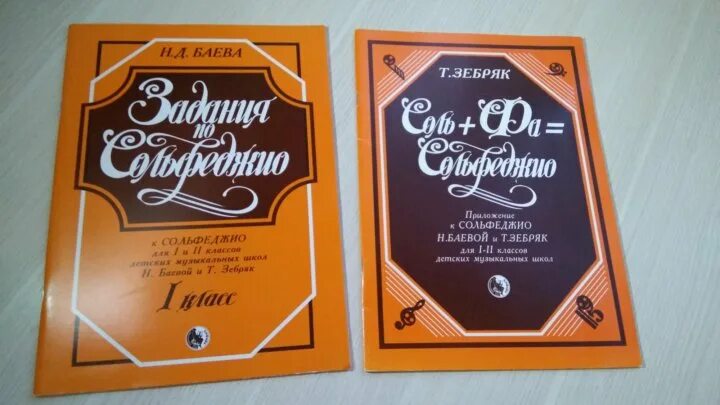 Н.Д. БАЕВА
Задания
по
Сольфеджио
к СОЛЬФЕДЖИО
для I и II классов
детских музыкальных школ
Н. Баевой и Т. Зебряк
I класс
Т. ЗЕБРЯК
Соль + Фа =
Сольфеджио
Приложение
к СОЛЬФЕДЖИО
Н.БАЕВОЙ и Т.ЗЕБРЯК
для I-II классов
детских музыкальных школ